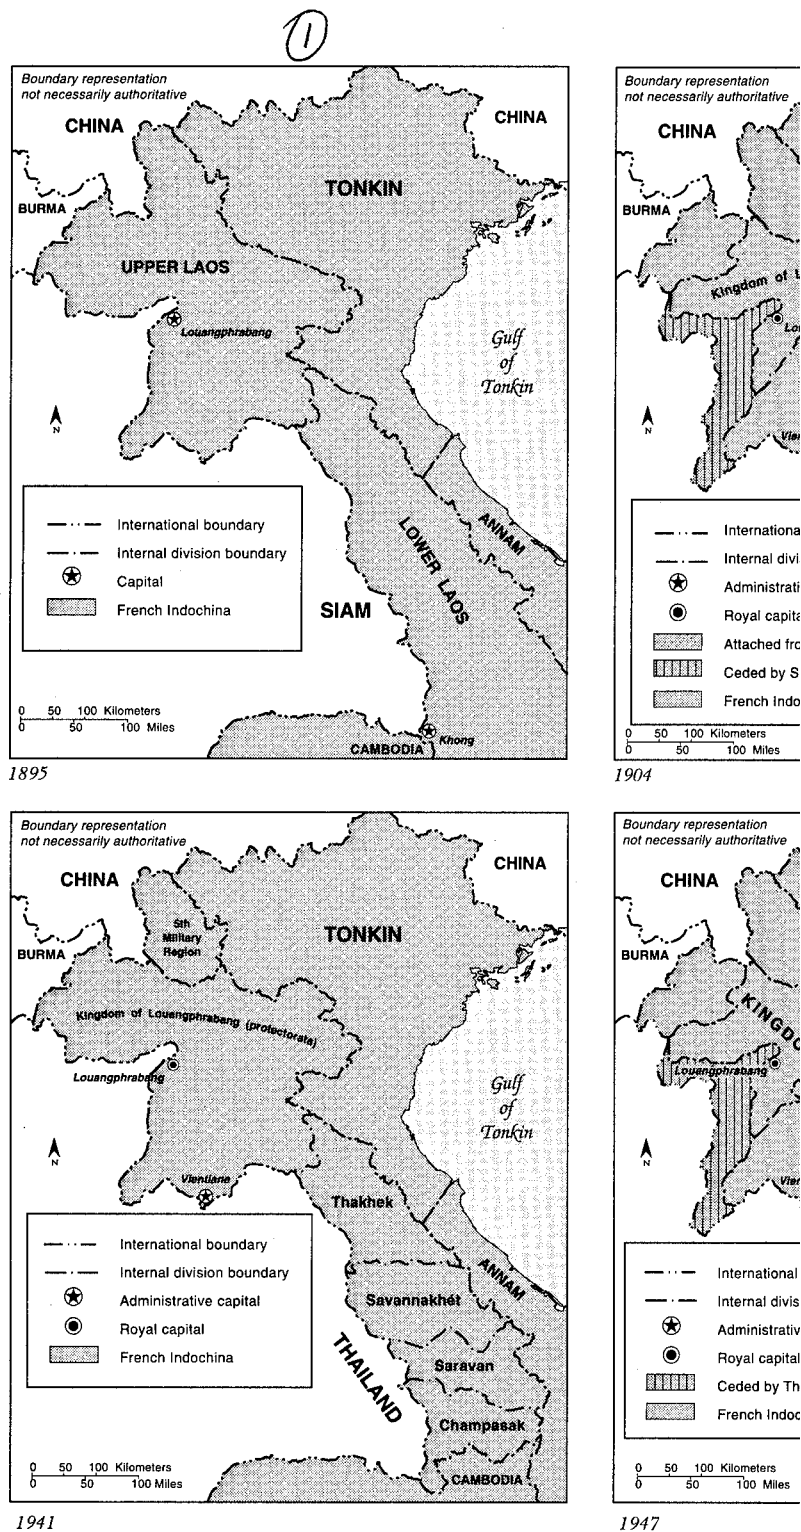 1
Boundary representation
not necessarily authoritative
CHINA
CHINA
TONKIN
BURMA
UPPER LAOS
Louangphrabang
Gulf
of
Tonkin
N
International boundary
Internal division boundary
Capital
French Indochina
ANNAM
LOWER LAOS
SIAM
0 50 100 Kilometers
0 50 100 Miles
CAMBODIA
Khong
1895
Boundary representation
not necessarily authoritative
CHINA
BURMA
Kingdom of L
Lou
N
Vien
Internationa
Internal divi
Administrati
Royal capita
Attached fro
Ceded by S
French Indo
0 50 100 Kilometers
0 50 100 Miles
1904
Boundary representation
not necessarily authoritative
CHINA
CHINA
5th
Military
Region
TONKIN
BURMA
Kingdom of Louangphrabang (protectorate)
Louangphrabang
Gulf
of
Tonkin
N
Vientiane
Thakhek
International boundary
Internal division boundary
Administrative capital
Royal capital
French Indochina
ANNAM
Savannakhét
THAILAND
Saravan
Champasak
0 50 100 Kilometers
0 50 100 Miles
CAMBODIA
1941
Boundary representation
not necessarily authoritative
CHINA
BURMA
KINGDO
Louangphrabang
N
Vien
International
Internal divis
Administrativ
Royal capital
Ceded by Th
French Indoc
0 50 100 Kilometers
0 50 100 Miles
1947